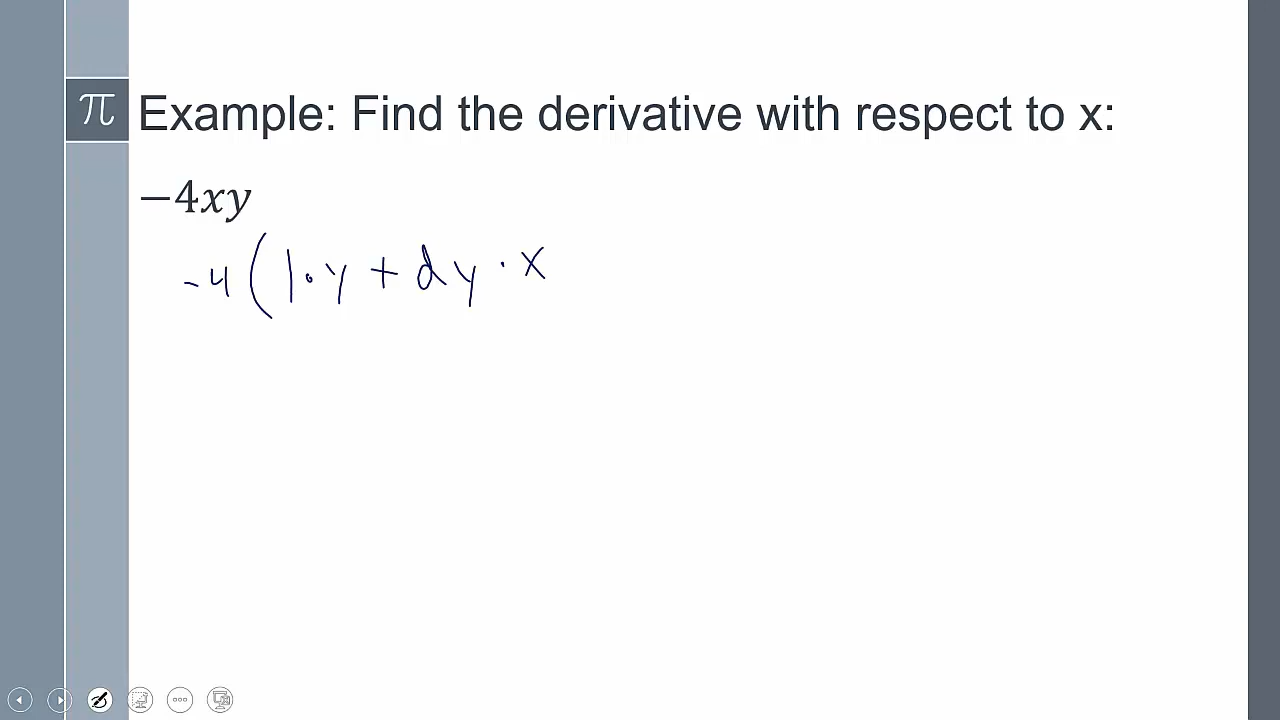 π Example: Find the derivative with respect to x:
−4xy
-4(1·y + dy·x